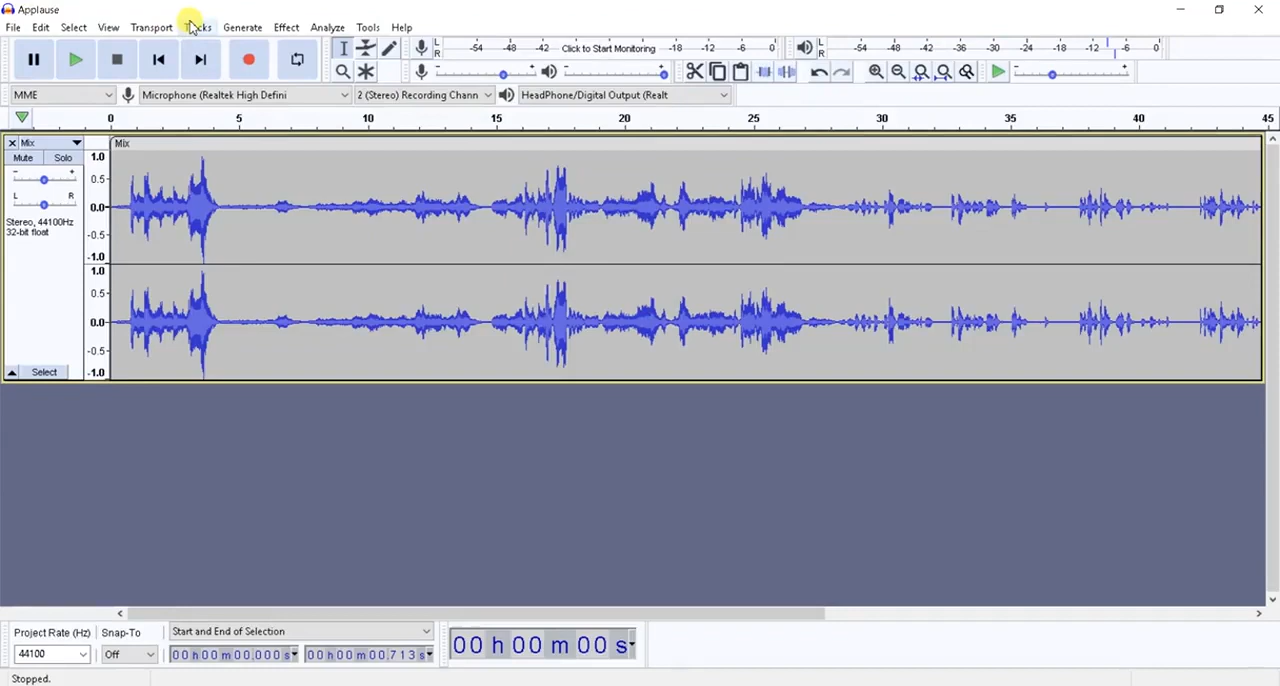 Applause
File Edit Select View Transport Tracks Generate Effect Analyze Tools Help
L R -54 -48 -42 Click to Start Monitoring -18 -12 -6 0 L R -54 -48 -42 -36 -30 -24 -18 -12 -6 0
MME Microphone (Realtek High Defini 2 (Stereo) Recording Chann HeadPhone/Digital Output (Realt
0 5 10 15 20 25 30 35 40 45
Mix Mix
Mute Solo
- +
L R
Stereo, 44100Hz
32-bit float
Select
1.0
0.5
0.0
-0.5
-1.0
1.0
0.5
0.0
-0.5
-1.0
Project Rate (Hz) Snap-To Start and End of Selection
44100 Off 00 h 00 m 00.000 s 00 h 00 m 00.713 s
00 h 00 m 00 s
Stopped.